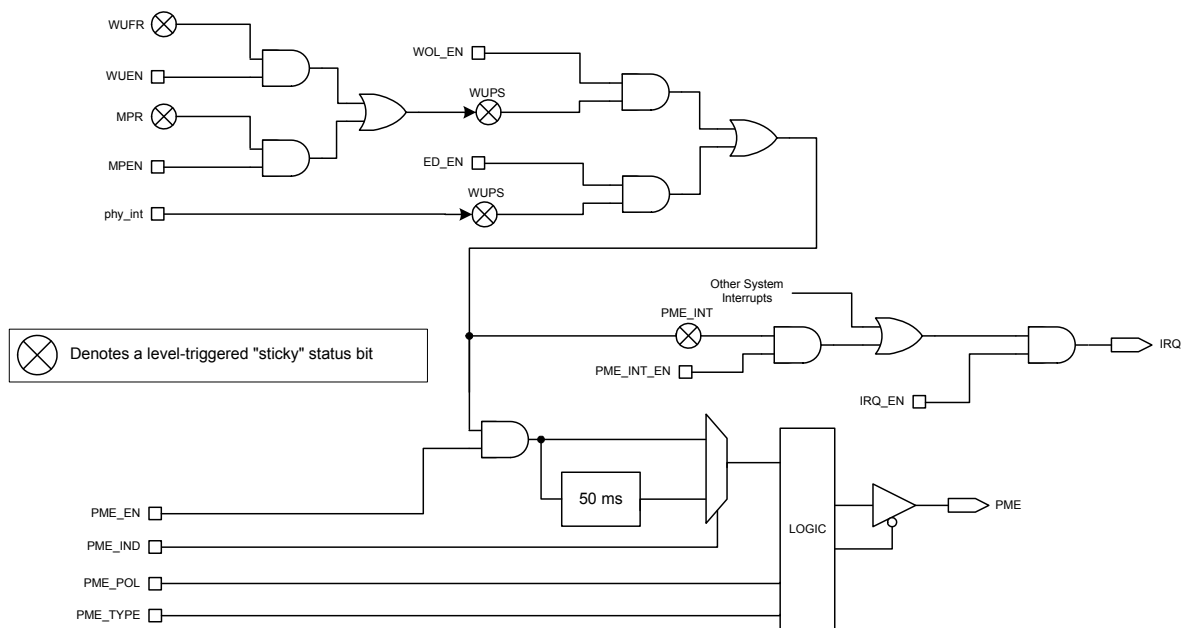 WUFR
WUEN
MPR
MPEN
phy_int
WOL_EN
WUPS
ED_EN
WUPS
Other System
Interrupts
PME_INT
PME_INT_EN
IRQ_EN
IRQ
Denotes a level-triggered "sticky" status bit
50 ms
LOGIC
PME
PME_EN
PME_IND
PME_POL
PME_TYPE